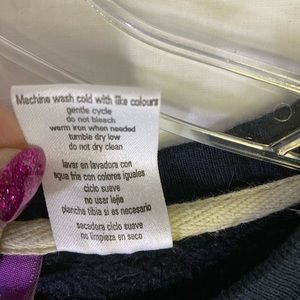 Machine wash cold with like colours
gentle cycle
do not bleach
warm iron when needed
tumble dry low
do not dry clean
lavar en lavadora con
agua fria con colores iguales
ciclo suave
no usar lejie
plancha tibia si es necesario
secadora ciclo suave
no limpieza en saco